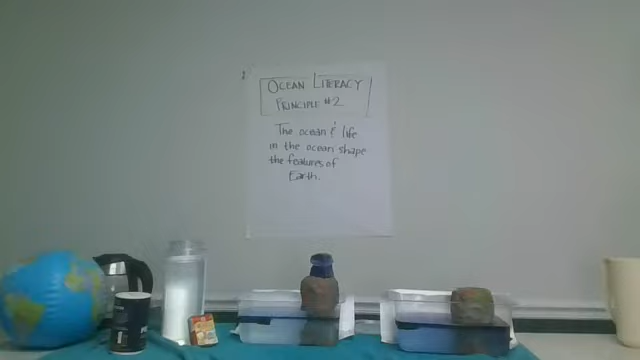 OCEAN LITERACY
PRINCIPLE #2
The ocean & life
in the ocean shape
the features of
Earth.